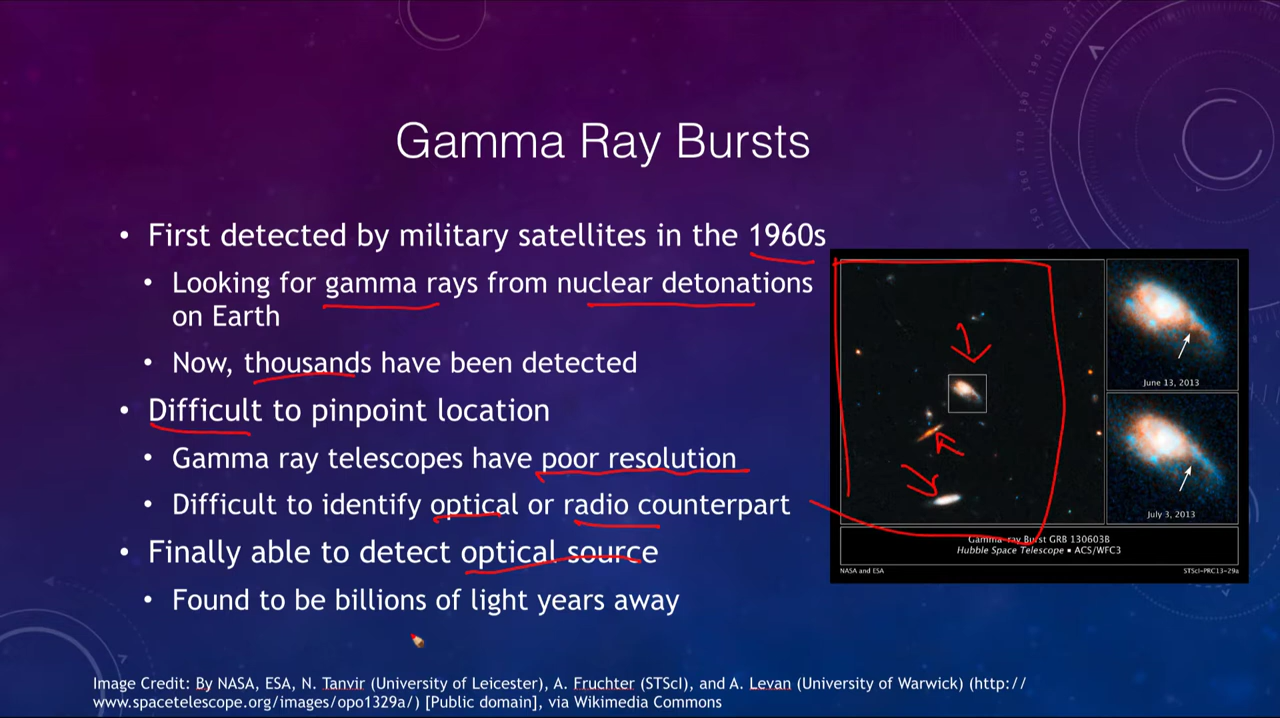 Gamma Ray Bursts
• First detected by military satellites in the 1960s
• Looking for gamma rays from nuclear detonations
on Earth
• Now, thousands have been detected
• Difficult to pinpoint location
• Gamma ray telescopes have poor resolution
• Difficult to identify optical or radio counterpart
• Finally able to detect optical source
• Found to be billions of light years away
June 13, 2013
July 3, 2013
Gamma-ray Burst GRB 130603B
Hubble Space Telescope ▪ ACS/WFC3
NASA and ESA
STScI-PRC13-29a
Image Credit: By NASA, ESA, N. Tanvir (University of Leicester), A. Fruchter (STScI), and A. Levan (University of Warwick) (http://
www.spacetelescope.org/images/opo1329a/) [Public domain], via Wikimedia Commons